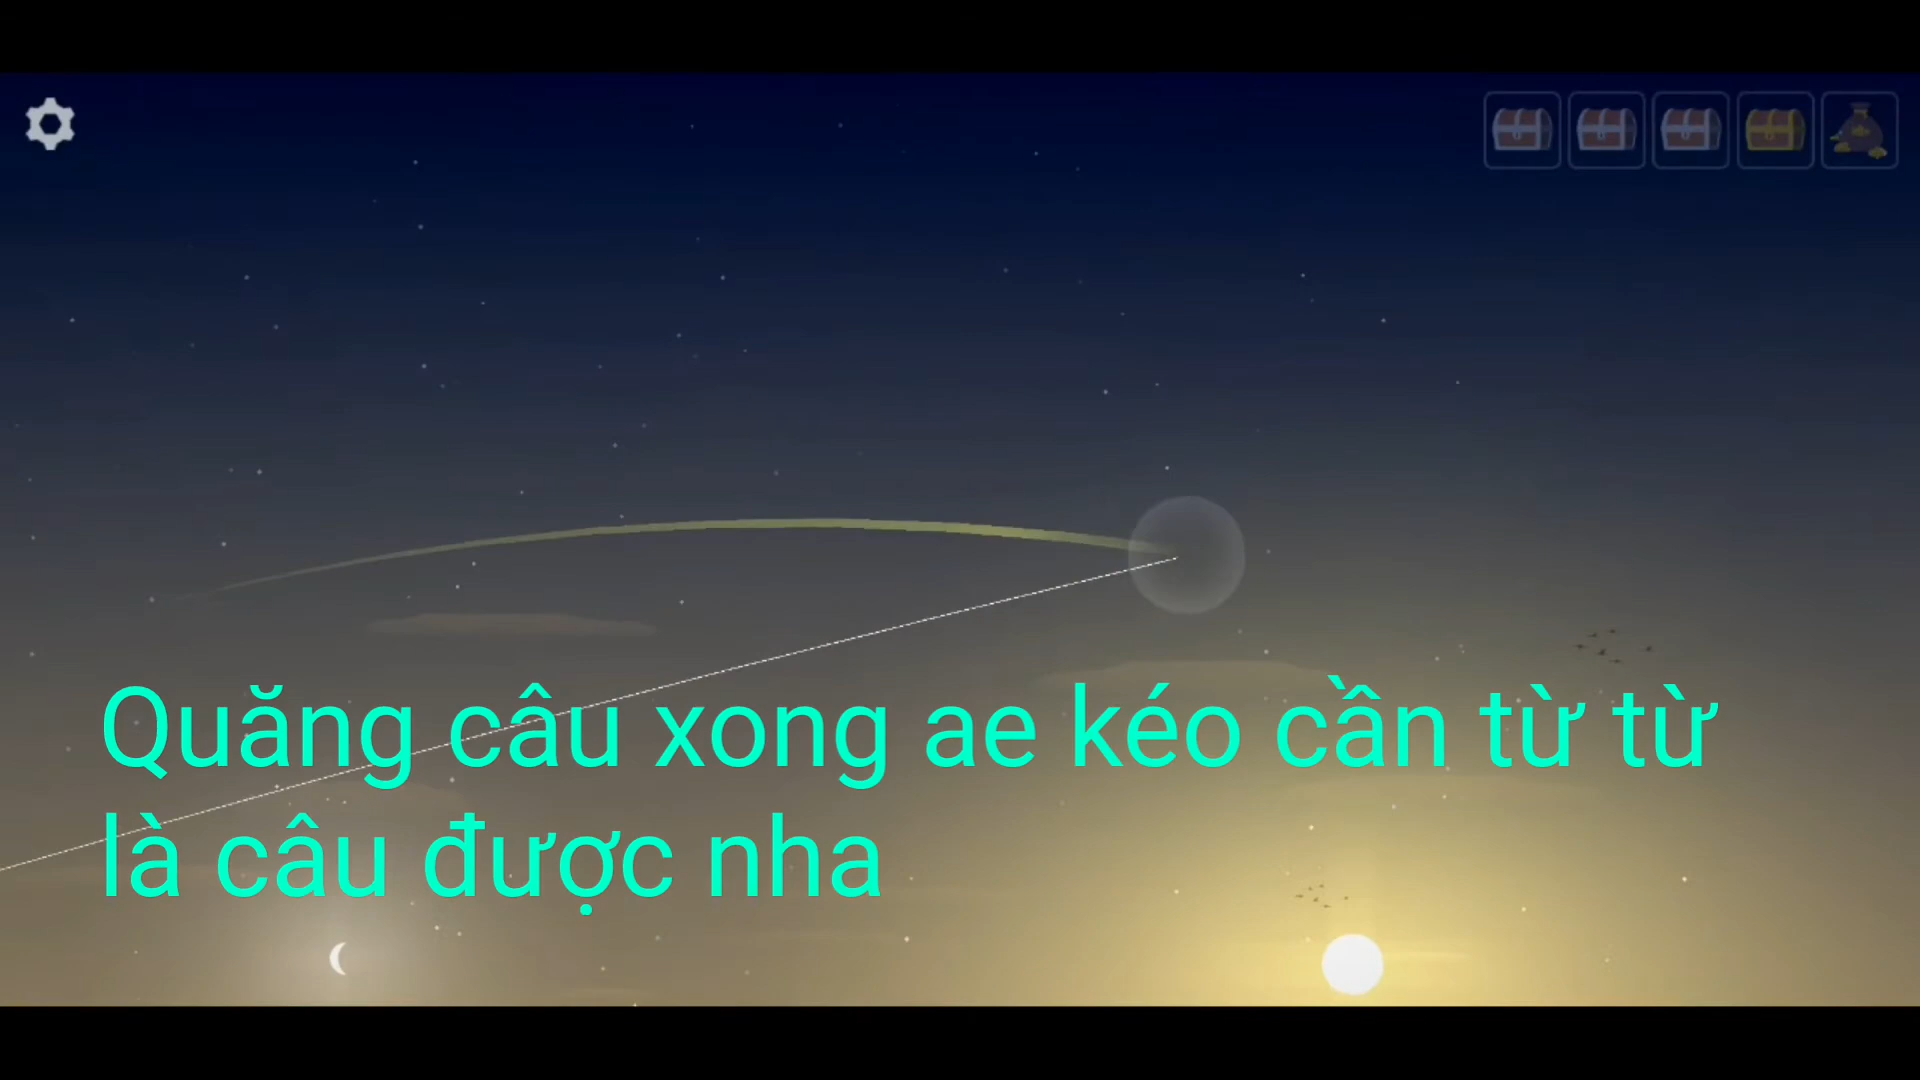 Quăng câu xong ae kéo cần từ từ
là câu được nha